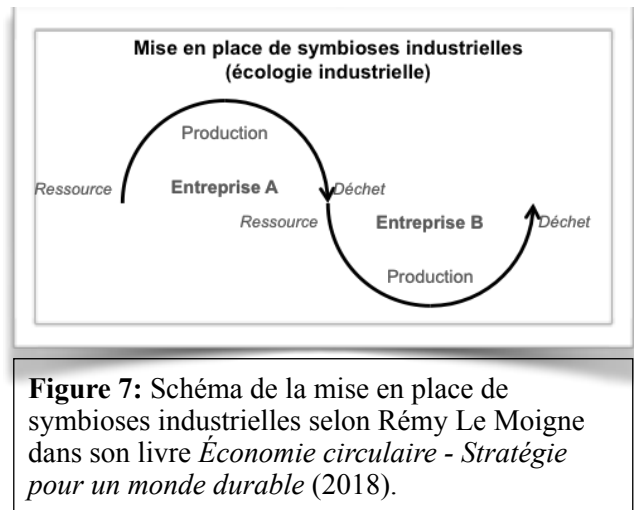 Mise en place de symbioses industrielles
(écologie industrielle)
Production
Ressource
Entreprise A
Déchet
Ressource
Entreprise B
Déchet
Production
Figure 7: Schéma de la mise en place de
symbioses industrielles selon Rémy Le Moigne
dans son livre Économie circulaire - Stratégie
pour un monde durable (2018).